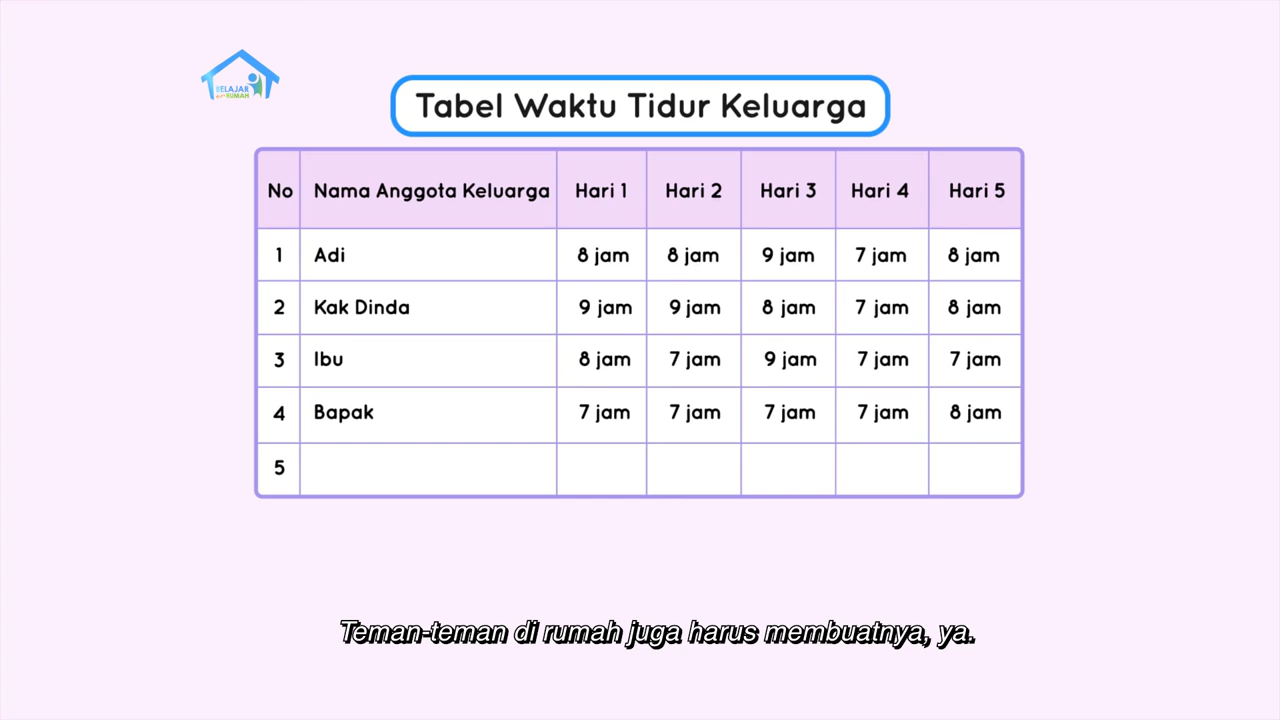 BELAJAR
dari RUMAH
Tabel Waktu Tidur Keluarga
No Nama Anggota Keluarga Hari 1 Hari 2 Hari 3 Hari 4 Hari 5
1 Adi 8 jam 8 jam 9 jam 7 jam 8 jam
2 Kak Dinda 9 jam 9 jam 8 jam 7 jam 8 jam
3 Ibu 8 jam 7 jam 9 jam 7 jam 7 jam
4 Bapak 7 jam 7 jam 7 jam 7 jam 8 jam
5
Teman-teman di rumah juga harus membuatnya, ya.